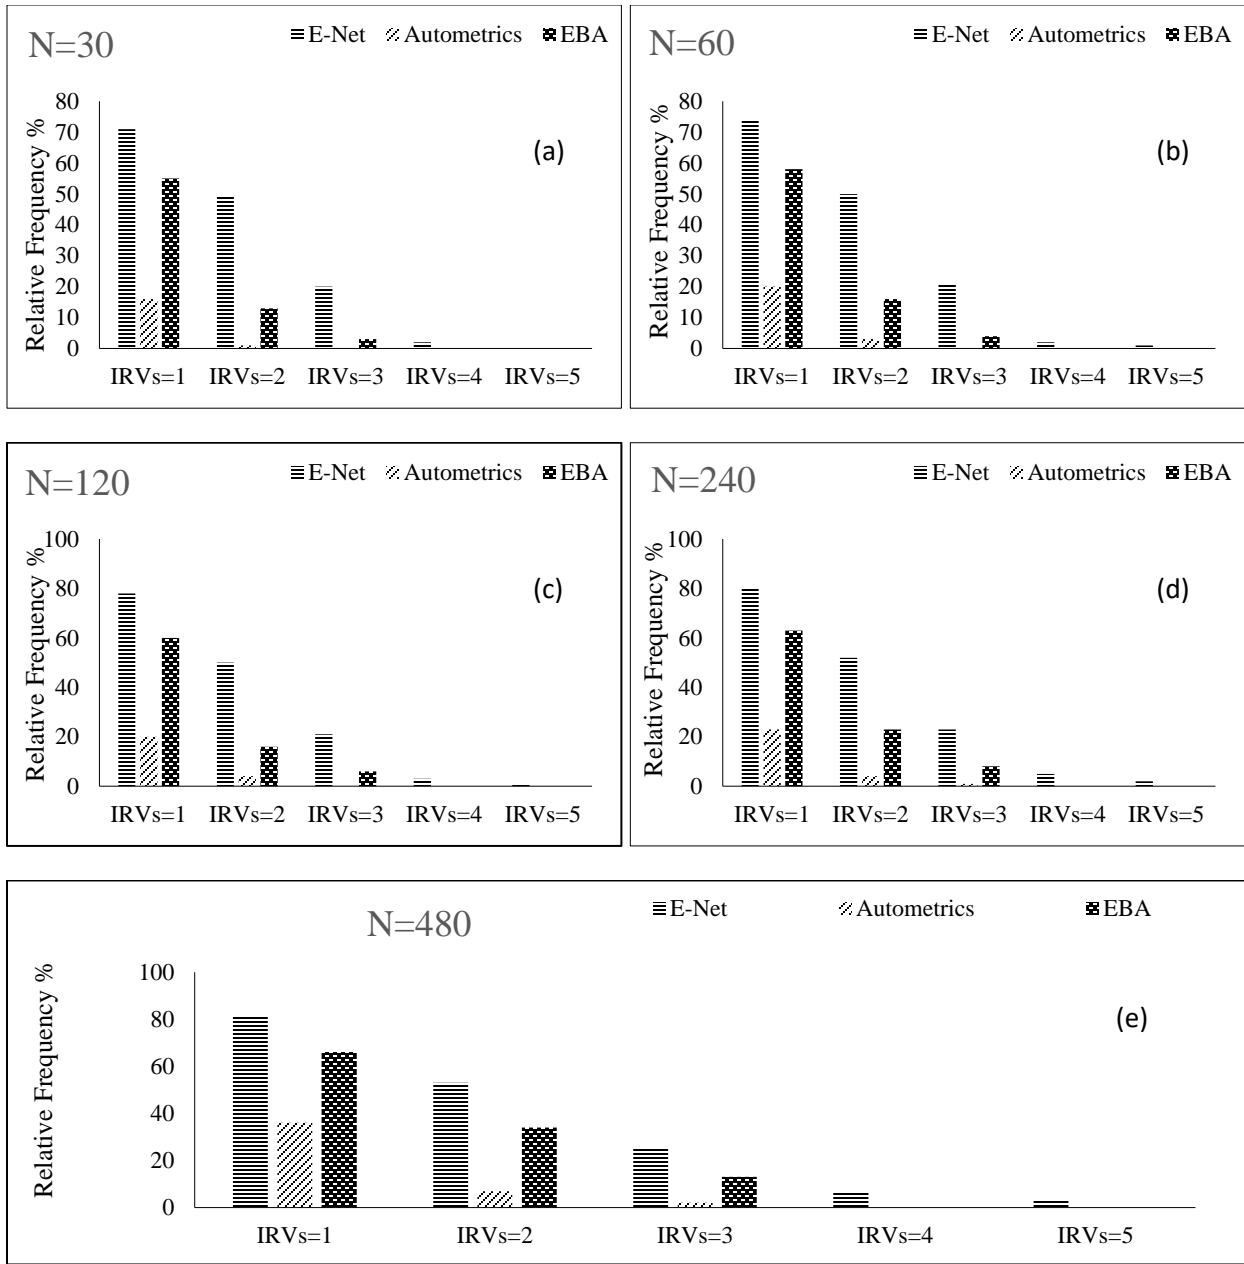 N=30
E-Net Autometrics EBA
Relative Frequency %
80
70
60
50
40
30
20
10
0
(a)
IRVs=1 IRVs=2 IRVs=3 IRVs=4 IRVs=5
N=60
E-Net Autometrics EBA
Relative Frequency %
80
70
60
50
40
30
20
10
0
(b)
IRVs=1 IRVs=2 IRVs=3 IRVs=4 IRVs=5
N=120
E-Net Autometrics EBA
Relative Frequency %
100
80
60
40
20
0
(c)
IRVs=1 IRVs=2 IRVs=3 IRVs=4 IRVs=5
N=240
E-Net Autometrics EBA
Relative Frequency %
100
80
60
40
20
0
(d)
IRVs=1 IRVs=2 IRVs=3 IRVs=4 IRVs=5
N=480
E-Net Autometrics EBA
Relative Frequency %
100
80
60
40
20
0
(e)
IRVs=1 IRVs=2 IRVs=3 IRVs=4 IRVs=5